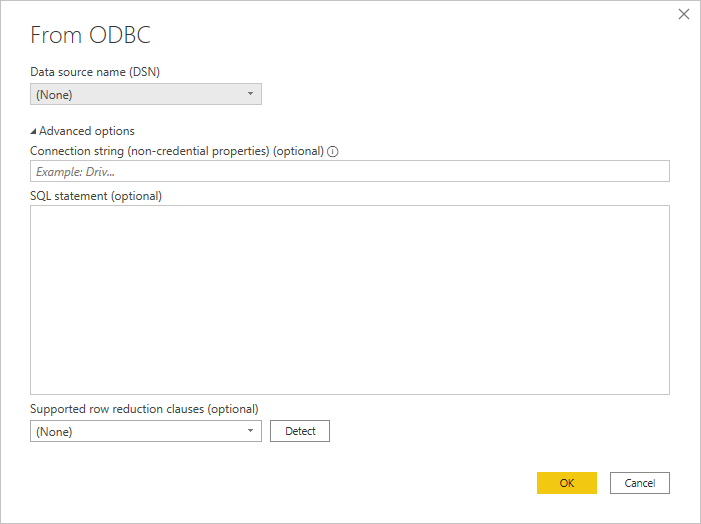 From ODBC
Data source name (DSN)
(None)
Advanced options
Connection string (non-credential properties) (optional)
Example: Driv...
SQL statement (optional)
Supported row reduction clauses (optional)
(None)
Detect
OK
Cancel